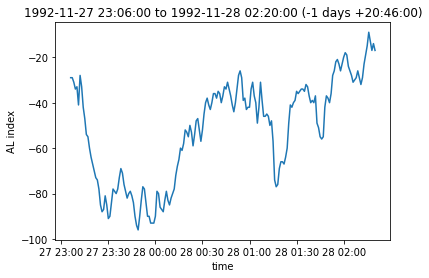 1992-11-27 23:06:00 to 1992-11-28 02:20:00 (-1 days +20:46:00)
AL index
−20
−40
−60
−80
−100
27 23:00 27 23:30 28 00:00 28 00:30 28 01:00 28 01:30 28 02:00
time